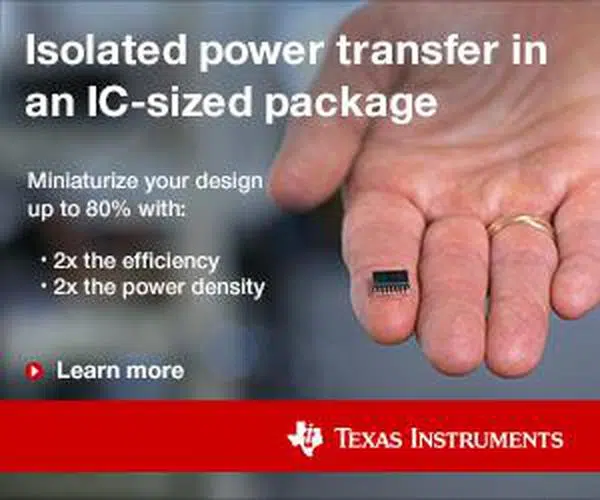 Isolated power transfer in
an IC-sized package
Miniaturize your design
up to 80% with:
• 2x the efficiency
• 2x the power density
Learn more
TEXAS INSTRUMENTS